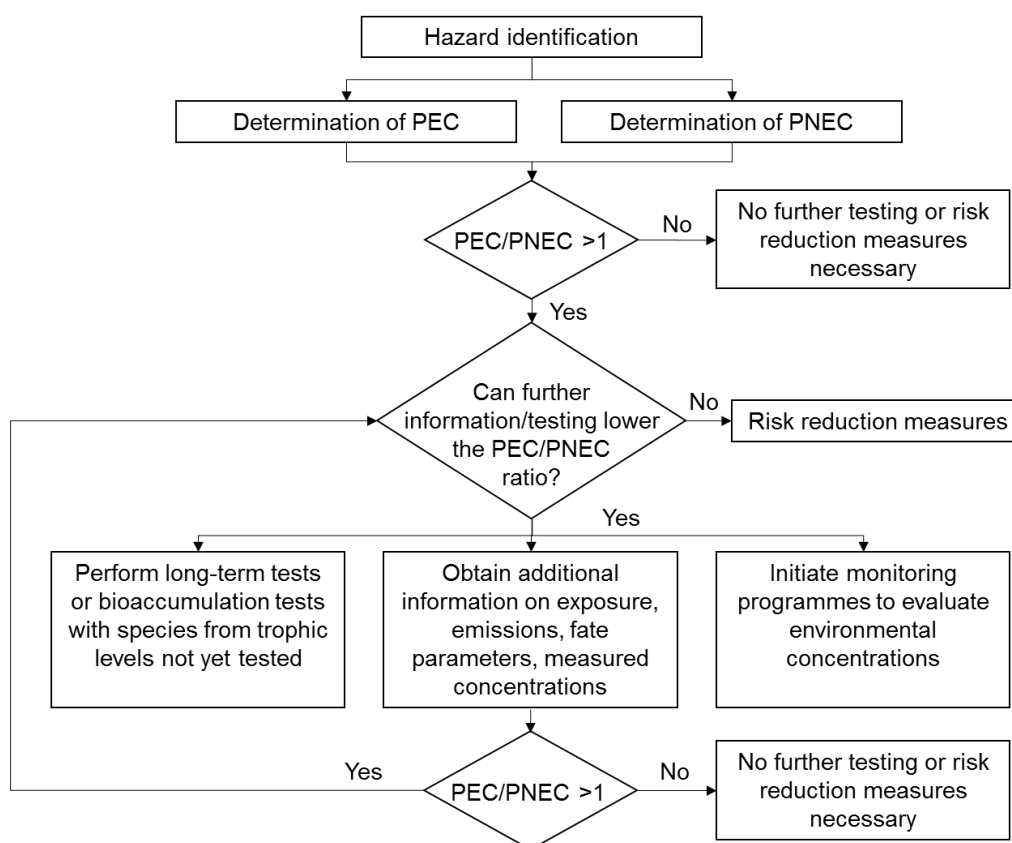 Hazard identification
Determination of PEC
Determination of PNEC
PEC/PNEC >1
No
No further testing or risk
reduction measures
necessary
Yes
Can further
information/testing lower
the PEC/PNEC
ratio?
No
Risk reduction measures
Yes
Perform long-term tests
or bioaccumulation tests
with species from trophic
levels not yet tested
Obtain additional
information on exposure,
emissions, fate
parameters, measured
concentrations
Initiate monitoring
programmes to evaluate
environmental
concentrations
Yes
PEC/PNEC >1
No
No further testing or risk
reduction measures
necessary